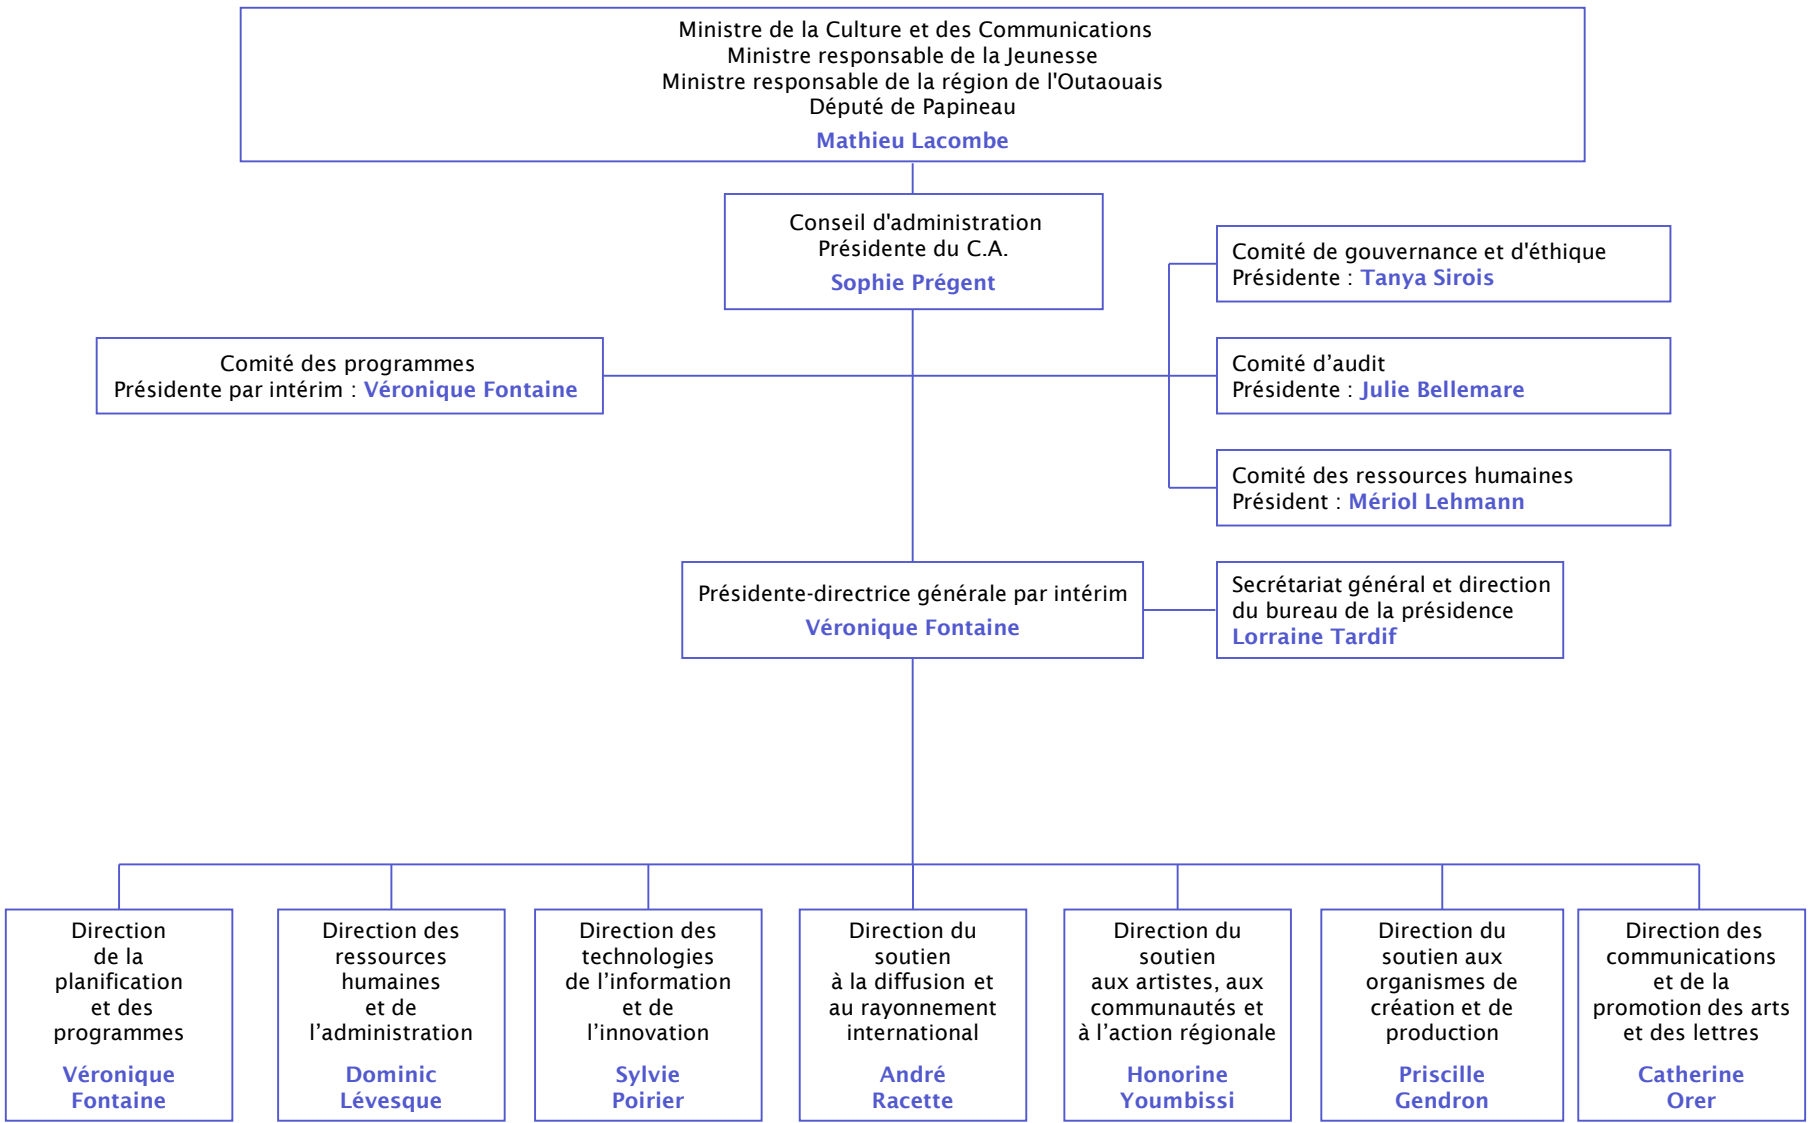 Ministre de la Culture et des Communications
Ministre responsable de la Jeunesse
Ministre responsable de la région de l'Outaouais
Député de Papineau
Mathieu Lacombe
Conseil d'administration
Présidente du C.A.
Sophie Prégent
Comité de gouvernance et d'éthique
Présidente : Tanya Sirois
Comité des programmes
Présidente par intérim : Véronique Fontaine
Comité d’audit
Présidente : Julie Bellemare
Comité des ressources humaines
Président : Mériol Lehmann
Présidente-directrice générale par intérim
Véronique Fontaine
Secrétariat général et direction
du bureau de la présidence
Lorraine Tardif
Direction
de la
planification
et des
programmes
Véronique
Fontaine
Direction des
ressources
humaines
et de
l’administration
Dominic
Lévesque
Direction des
technologies
de l’information
et de
l’innovation
Sylvie
Poirier
Direction du
soutien
à la diffusion et
au rayonnement
international
André
Racette
Direction du
soutien
aux artistes, aux
communautés et
à l’action régionale
Honorine
Youmbissi
Direction du
soutien aux
organismes de
création et de
production
Priscille
Gendron
Direction des
communications
et de la
promotion des arts
et des lettres
Catherine
Orer